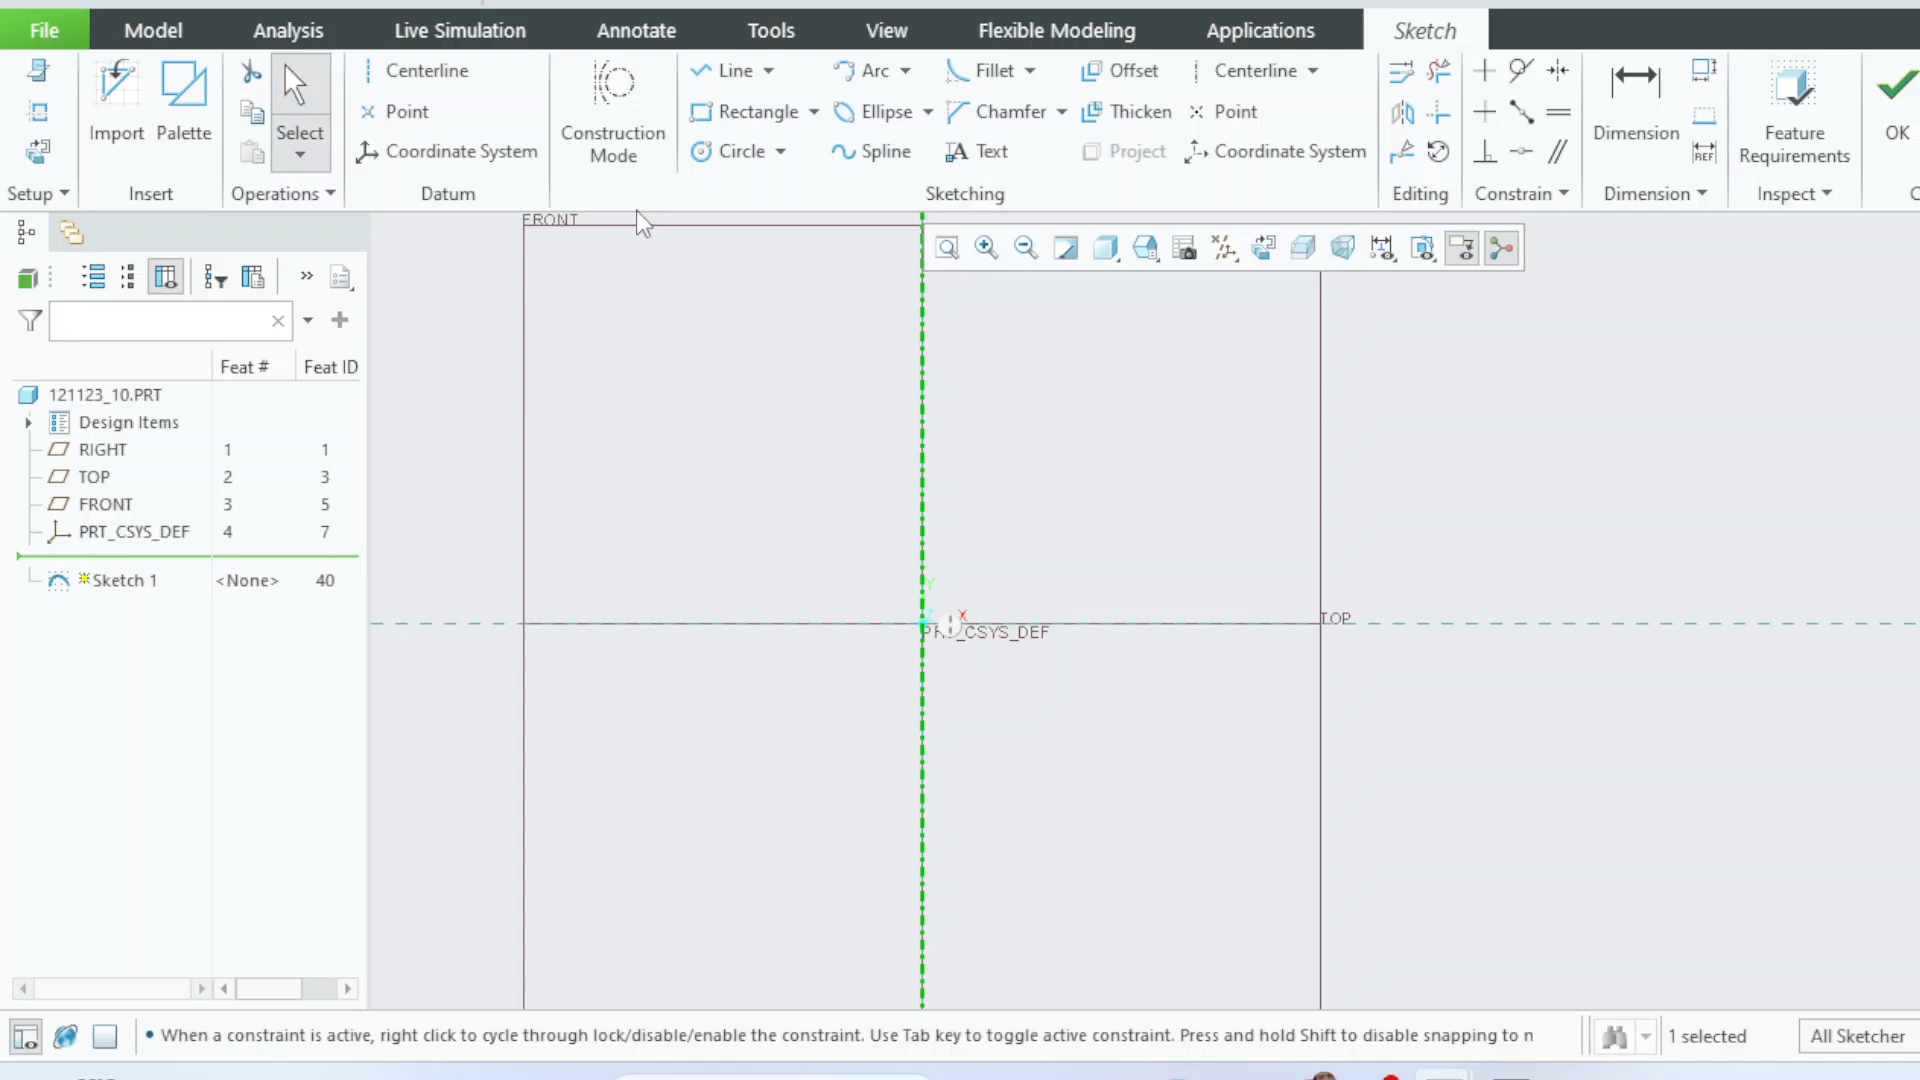 File Model Analysis Live Simulation Annotate Tools View Flexible Modeling Applications Sketch
Centerline Line Arc Fillet Offset Centerline
Point Rectangle Ellipse Chamfer Thicken Point
Import Palette Select Construction Mode Dimension Feature Requirements OK
Coordinate System Circle Spline Text Project Coordinate System REF
Setup Insert Operations Datum Sketching Editing Constrain Dimension Inspect
FRONT
Feat # Feat ID
121123_10.PRT
Design Items
RIGHT 1 1
TOP 2 3
FRONT 3 5
PRT_CSYS_DEF 4 7
Sketch 1 <None> 40
Y
X
TOP
PRT_CSYS_DEF
• When a constraint is active, right click to cycle through lock/disable/enable the constraint. Use Tab key to toggle active constraint. Press and hold Shift to disable snapping to n
1 selected
All Sketcher